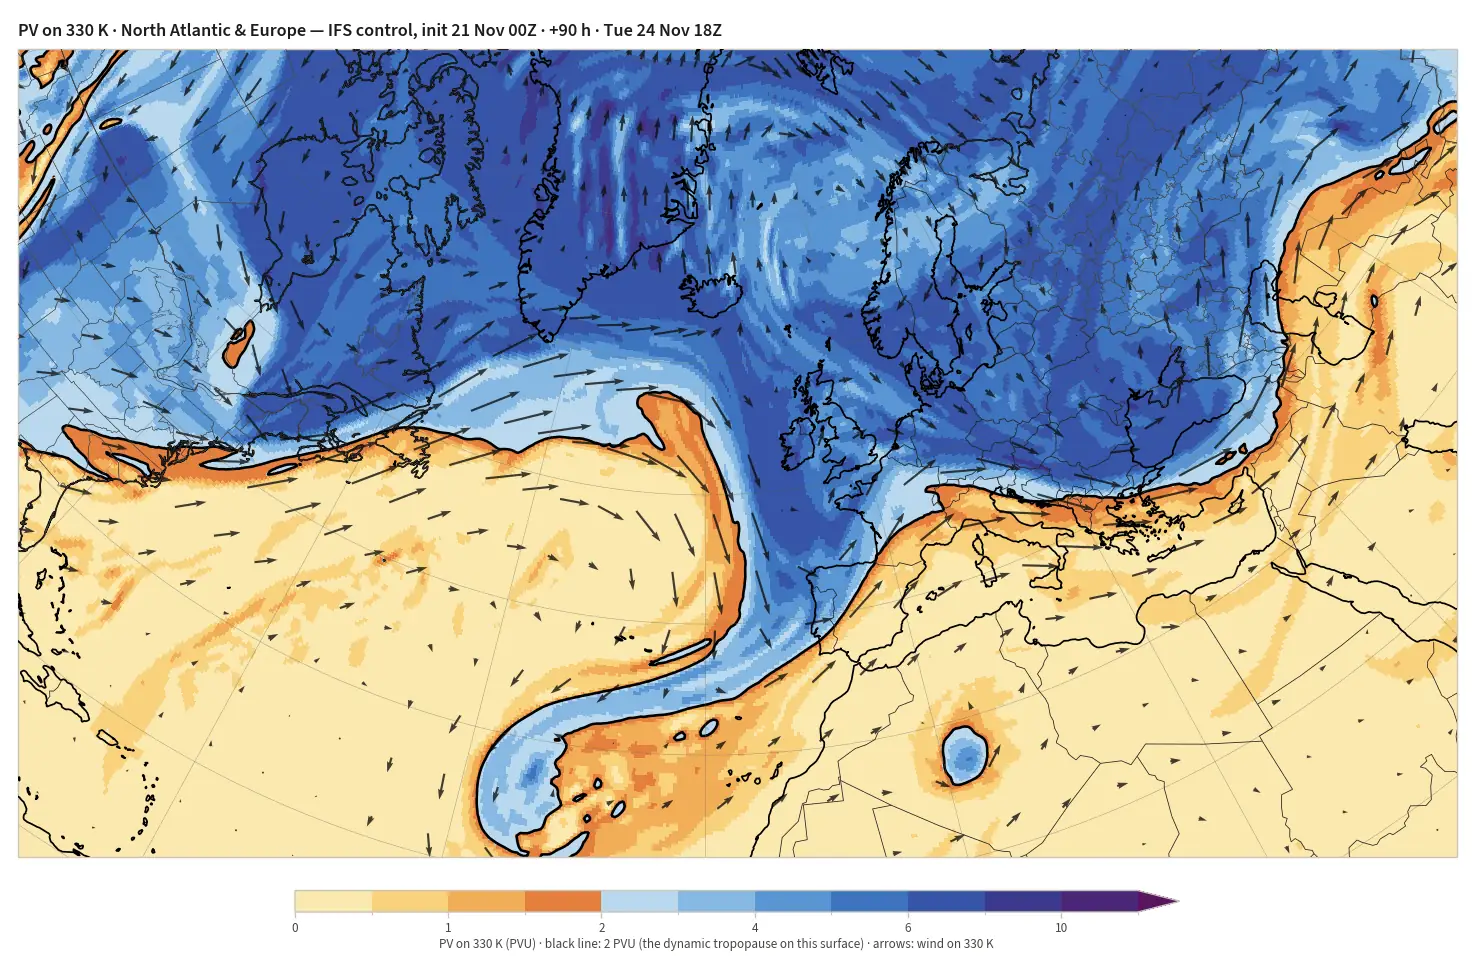 PV on 330 K · North Atlantic & Europe — IFS control, init 21 Nov 00Z · +90 h · Tue 24 Nov 18Z
0 1 2 4 6 10
PV on 330 K (PVU) · black line: 2 PVU (the dynamic tropopause on this surface) · arrows: wind on 330 K